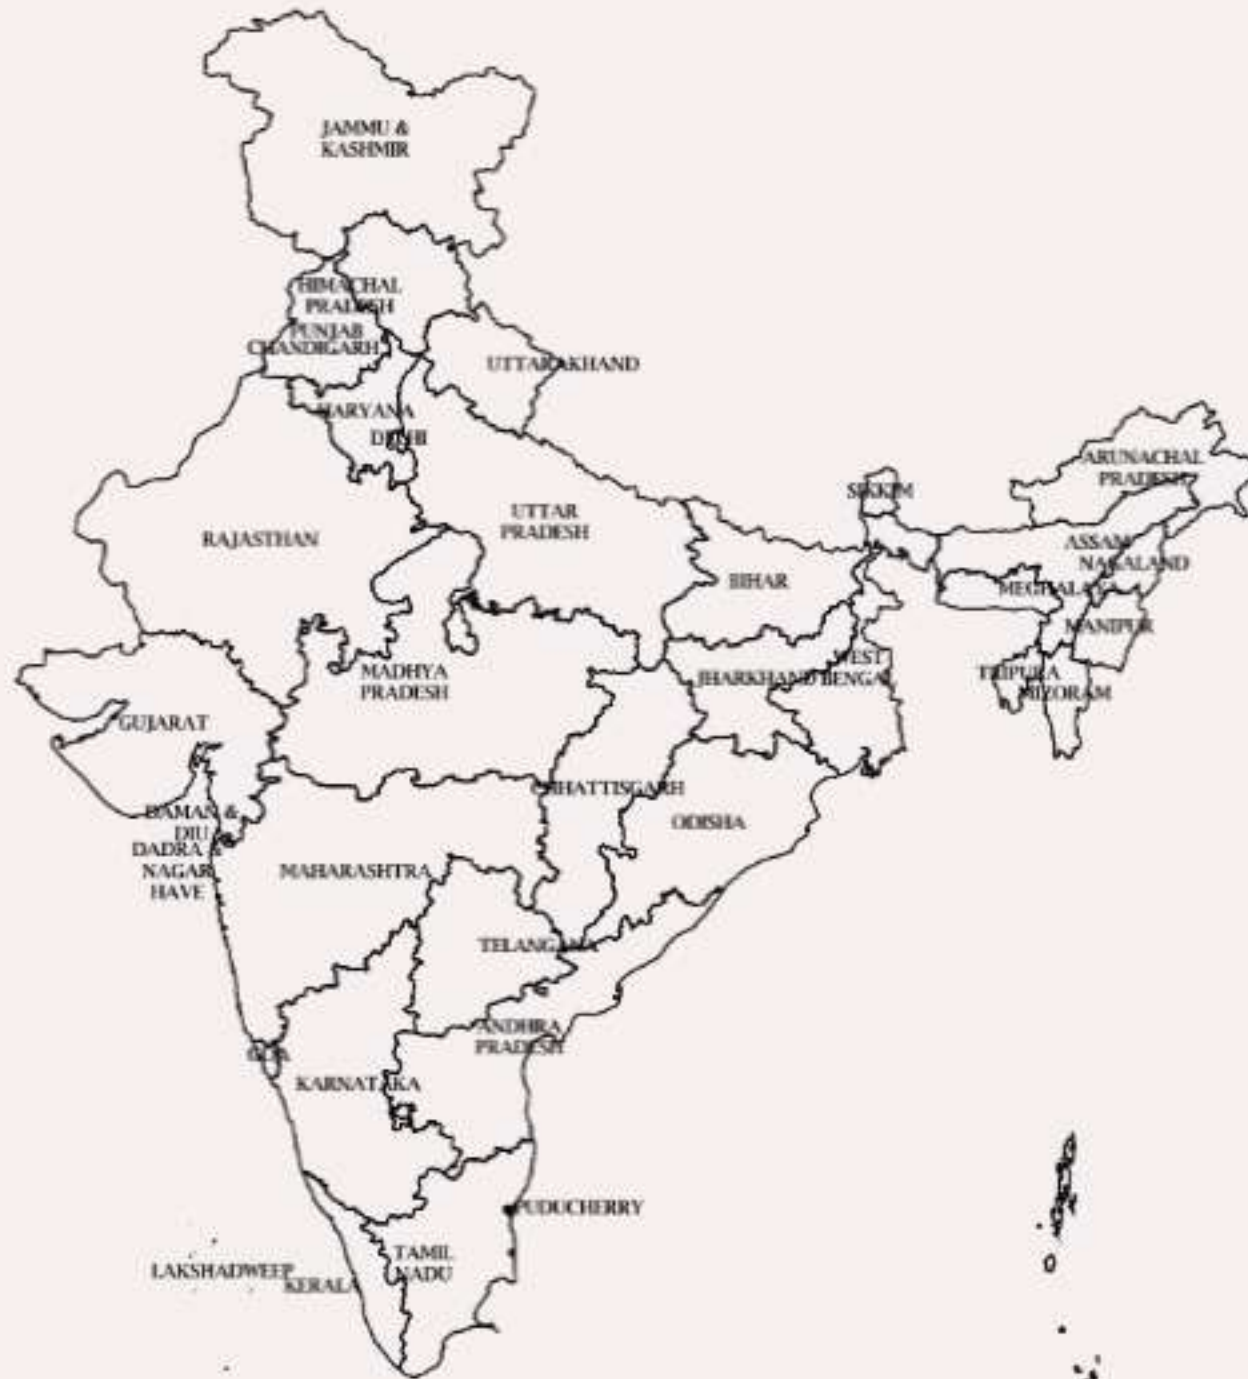 JAMMU &
KASHMIR
HIMACHAL
PRADESH
PUNJAB
CHANDIGARH
UTTARAKHAND
HARYANA
DELHI
ARUNACHAL
PRADESH
SIKKIM
UTTAR
PRADESH
RAJASTHAN
ASSAM
NAGALAND
BIHAR
MEGHALAYA
MANIPUR
WEST
BENGAL
JHARKHAND
TRIPURA
MIZORAM
MADHYA
PRADESH
GUJARAT
CHHATTISGARH
DAMAN &
DIU
ODISHA
DADRA &
NAGAR
HAVE
MAHARASHTRA
TELANGANA
ANDHRA
PRADESH
GOA
KARNATAKA
PUDUCHERRY
TAMIL
NADU
LAKSHADWEEP
KERALA